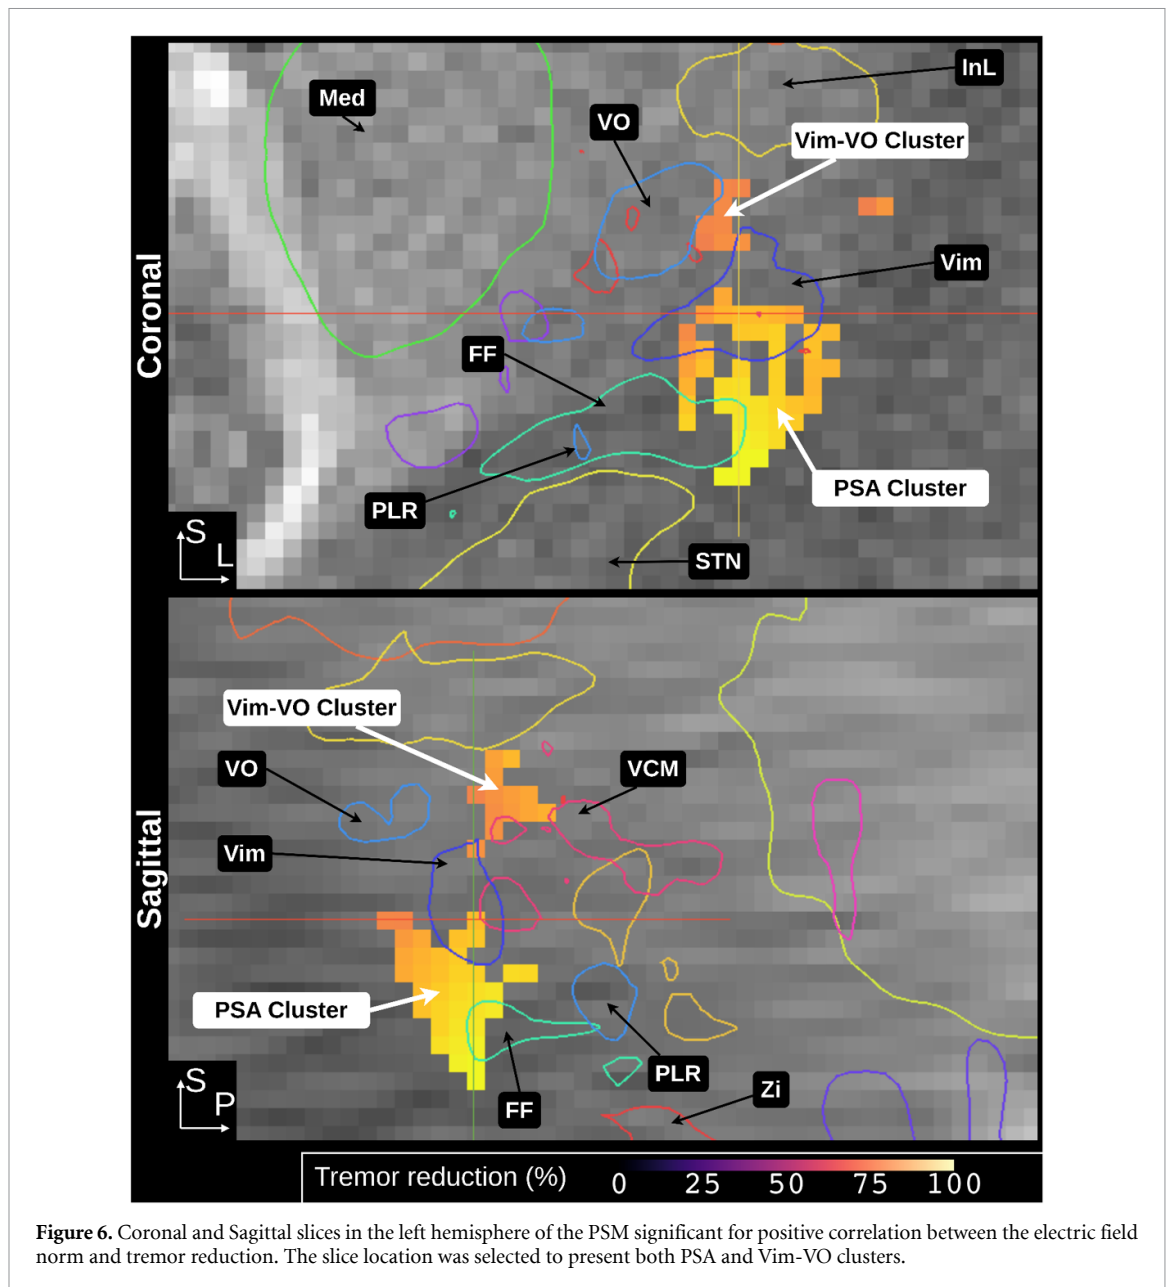 Coronal
Med
InL
VO
Vim-VO Cluster
Vim
FF
PSA Cluster
PLR
STN
S
L
Sagittal
Vim-VO Cluster
VO
VCM
Vim
PSA Cluster
PLR
FF
Zi
S
P
Tremor reduction (%) 0 25 50 75 100
Figure 6. Coronal and Sagittal slices in the left hemisphere of the PSM significant for positive correlation between the electric field
norm and tremor reduction. The slice location was selected to present both PSA and Vim-VO clusters.